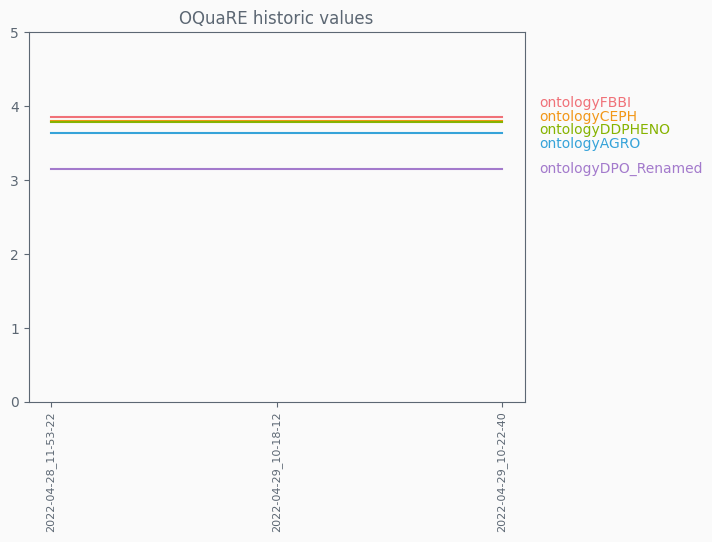 OQuaRE historic values
5
4
3
2
1
0
ontologyFBBI
ontologyCEPH
ontologyDDPHENO
ontologyAGRO
ontologyDPO_Renamed
2022-04-28_11-53-22
2022-04-29_10-18-12
2022-04-29_10-22-40